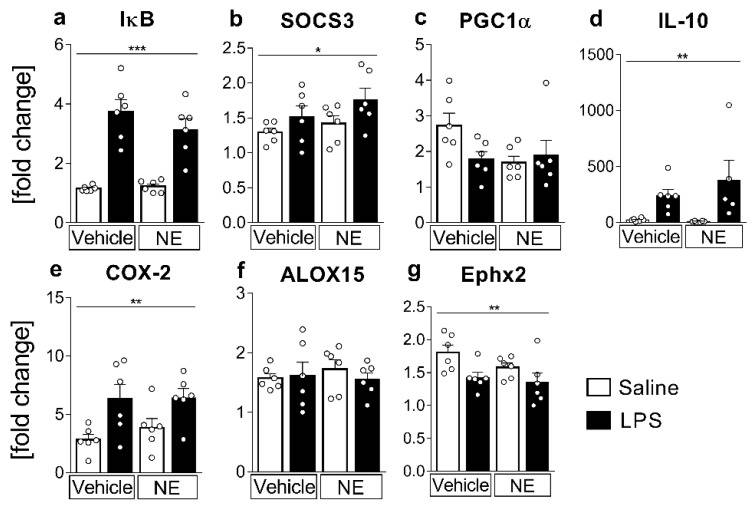 a IκB
b SOCS3
c PGC1α
d IL-10
[fold change]
6
4
2
0
***
Vehicle NE
2.5
2.0
1.5
1.0
0.5
0.0
*
Vehicle NE
5
4
3
2
1
0
Vehicle NE
1500
1000
500
0
**
Vehicle NE
e COX-2
f ALOX15
g Ephx2
[fold change]
15
10
5
0
**
Vehicle NE
3
2
1
0
Vehicle NE
2.5
2.0
1.5
1.0
0.5
0.0
**
Vehicle NE
Saline
LPS